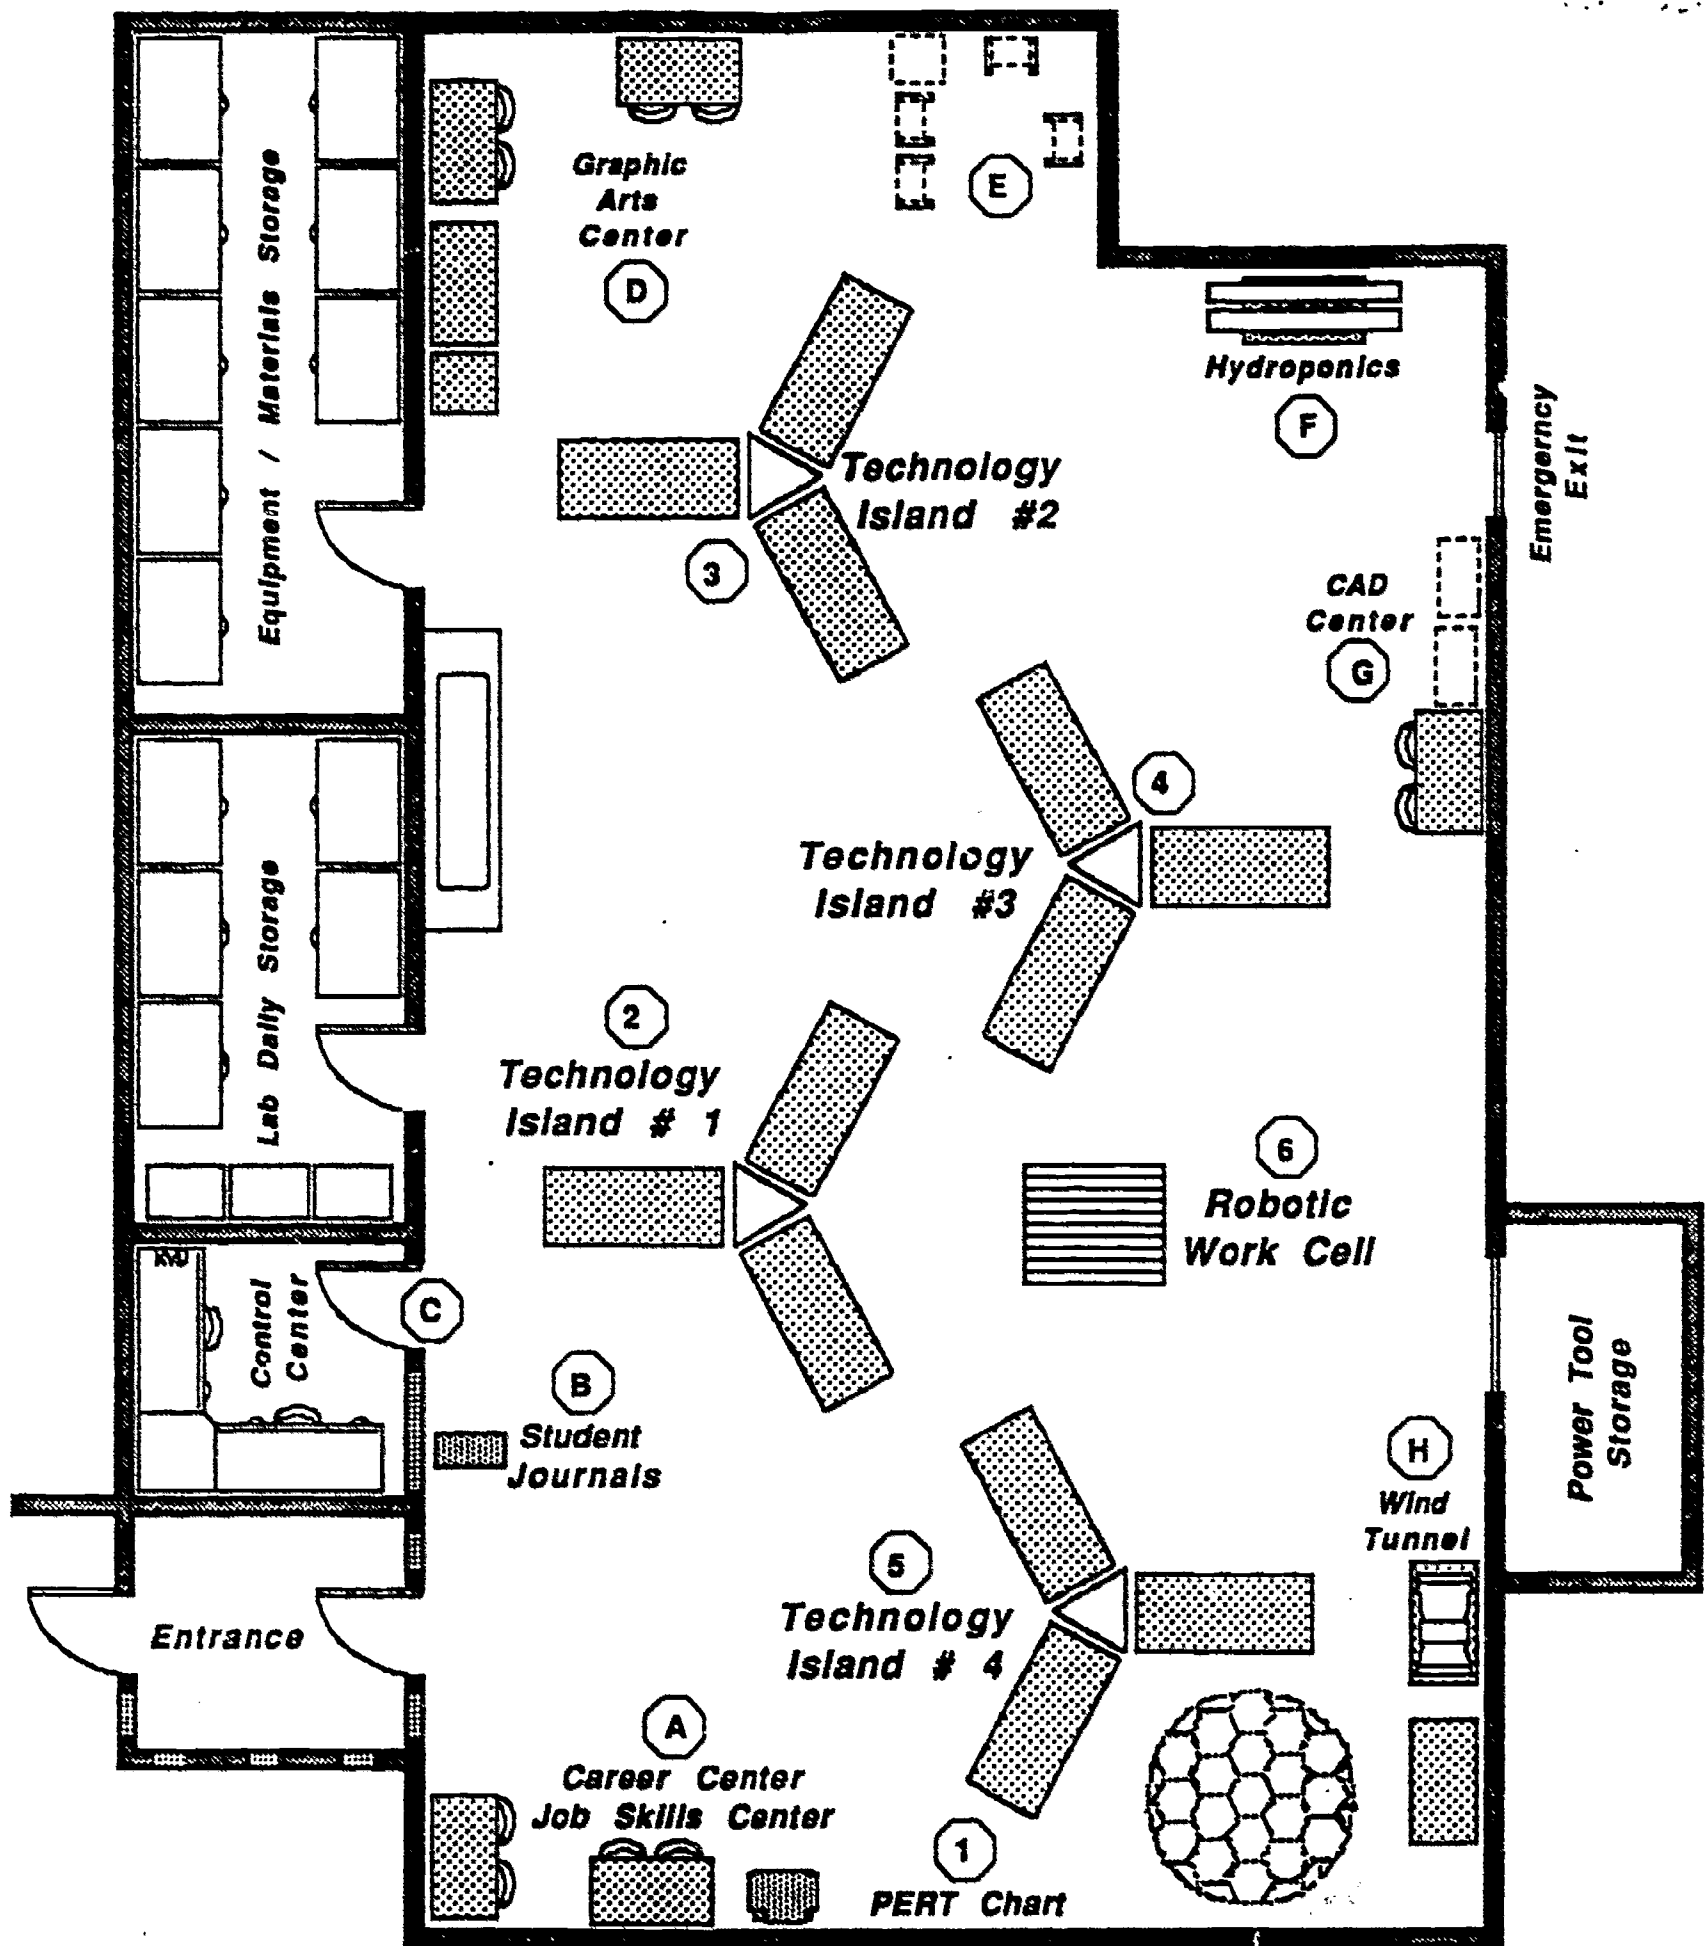 Graphic
Arts
Center
D
E
Equipment / Materials Storage
Hydroponics
F
Emergerncy
Exit
Technology
Island #2
3
CAD
Center
G
4
Technology
Island #3
Lab Daily Storage
2
Technology
Island # 1
6
Robotic
Work Cell
Control
Center
C
B
Student
Journals
Power Tool
Storage
H
Wind
Tunnel
5
Technology
Island # 4
Entrance
A
Career Center
Job Skills Center
1
PERT Chart